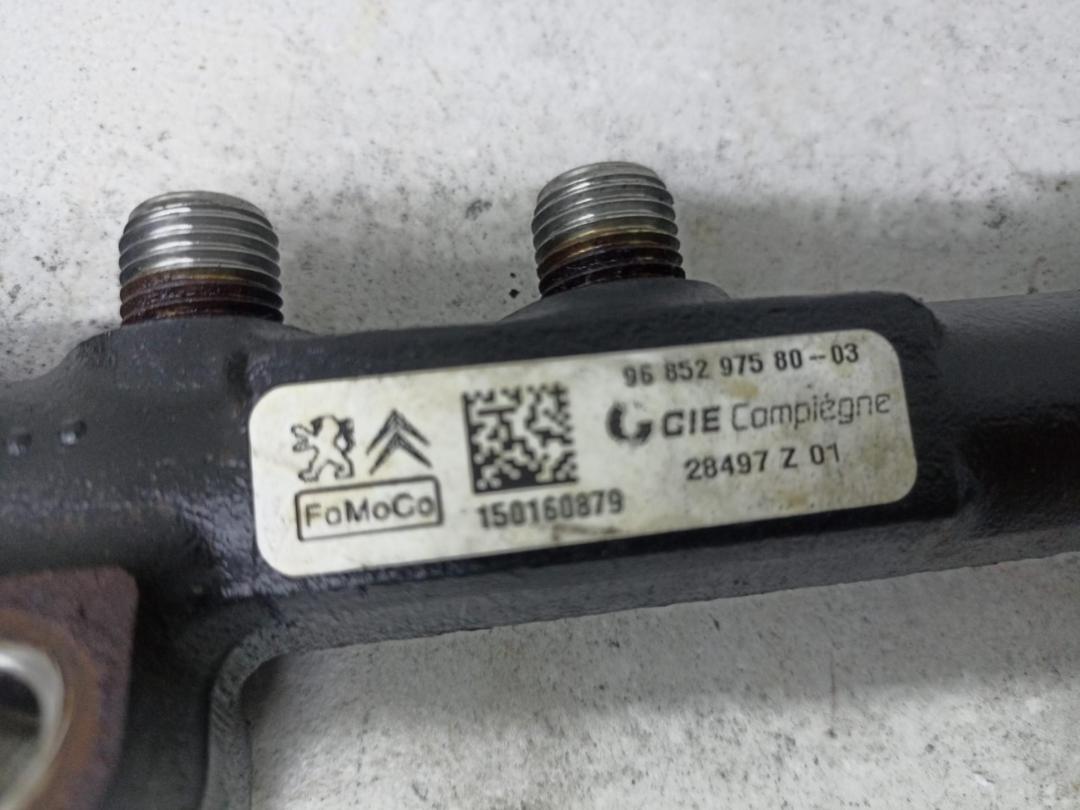 96 852 975 80--03
CIE Compiègne
28497 Z 01
FoMoCo
150160879